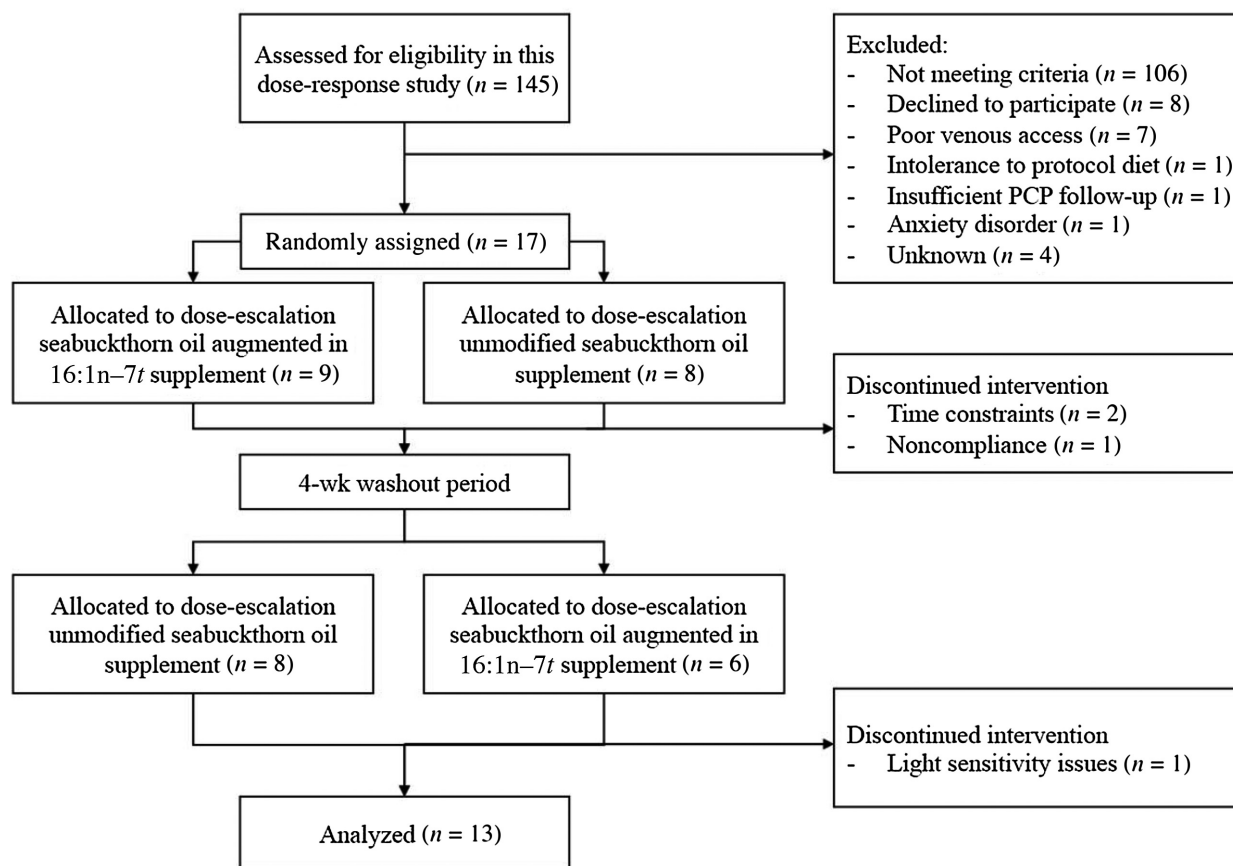 Assessed for eligibility in this
dose-response study (n = 145)
Excluded:
- Not meeting criteria (n = 106)
- Declined to participate (n = 8)
- Poor venous access (n = 7)
- Intolerance to protocol diet (n = 1)
- Insufficient PCP follow-up (n = 1)
- Anxiety disorder (n = 1)
- Unknown (n = 4)
Randomly assigned (n = 17)
Allocated to dose-escalation
seabuckthorn oil augmented in
16:1n–7t supplement (n = 9)
Allocated to dose-escalation
unmodified seabuckthorn oil
supplement (n = 8)
Discontinued intervention
- Time constraints (n = 2)
- Noncompliance (n = 1)
4-wk washout period
Allocated to dose-escalation
unmodified seabuckthorn oil
supplement (n = 8)
Allocated to dose-escalation
seabuckthorn oil augmented in
16:1n–7t supplement (n = 6)
Discontinued intervention
- Light sensitivity issues (n = 1)
Analyzed (n = 13)